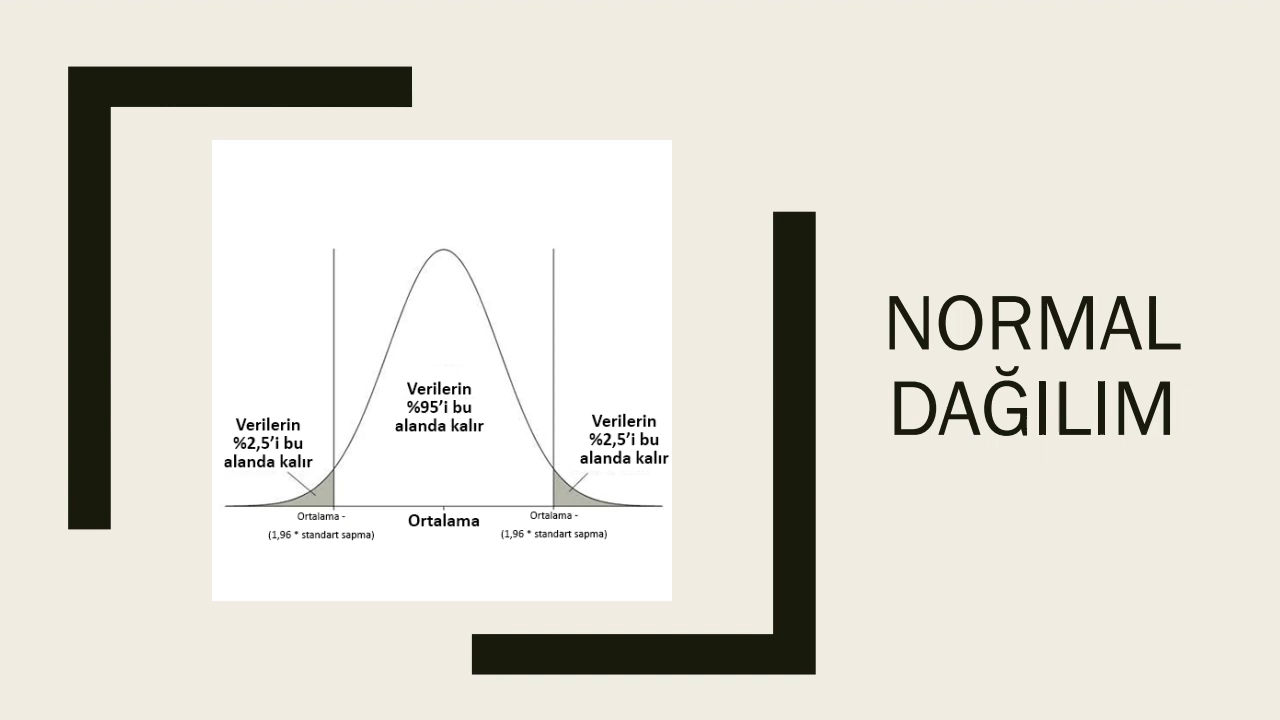 Verilerin
%95’i bu
alanda kalır
Verilerin
%2,5’i bu
alanda kalır
Verilerin
%2,5’i bu
alanda kalır
Ortalama -
(1,96 * standart sapma)
Ortalama
Ortalama -
(1,96 * standart sapma)
NORMAL
DAĞILIM